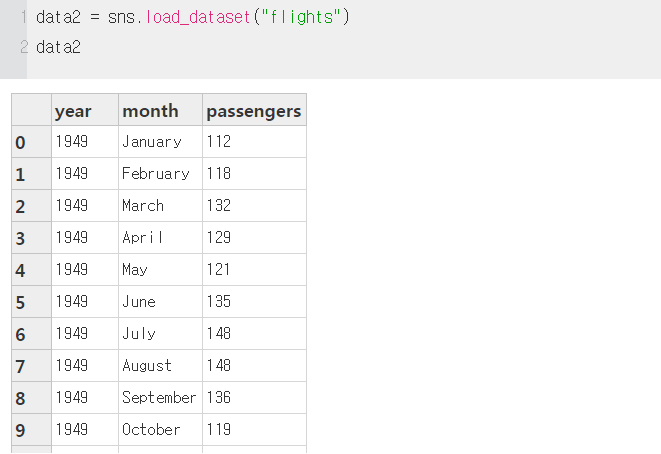 1 data2 = sns.load_dataset("flights")
2 data2
year month passengers
0 1949 January 112
1 1949 February 118
2 1949 March 132
3 1949 April 129
4 1949 May 121
5 1949 June 135
6 1949 July 148
7 1949 August 148
8 1949 September 136
9 1949 October 119